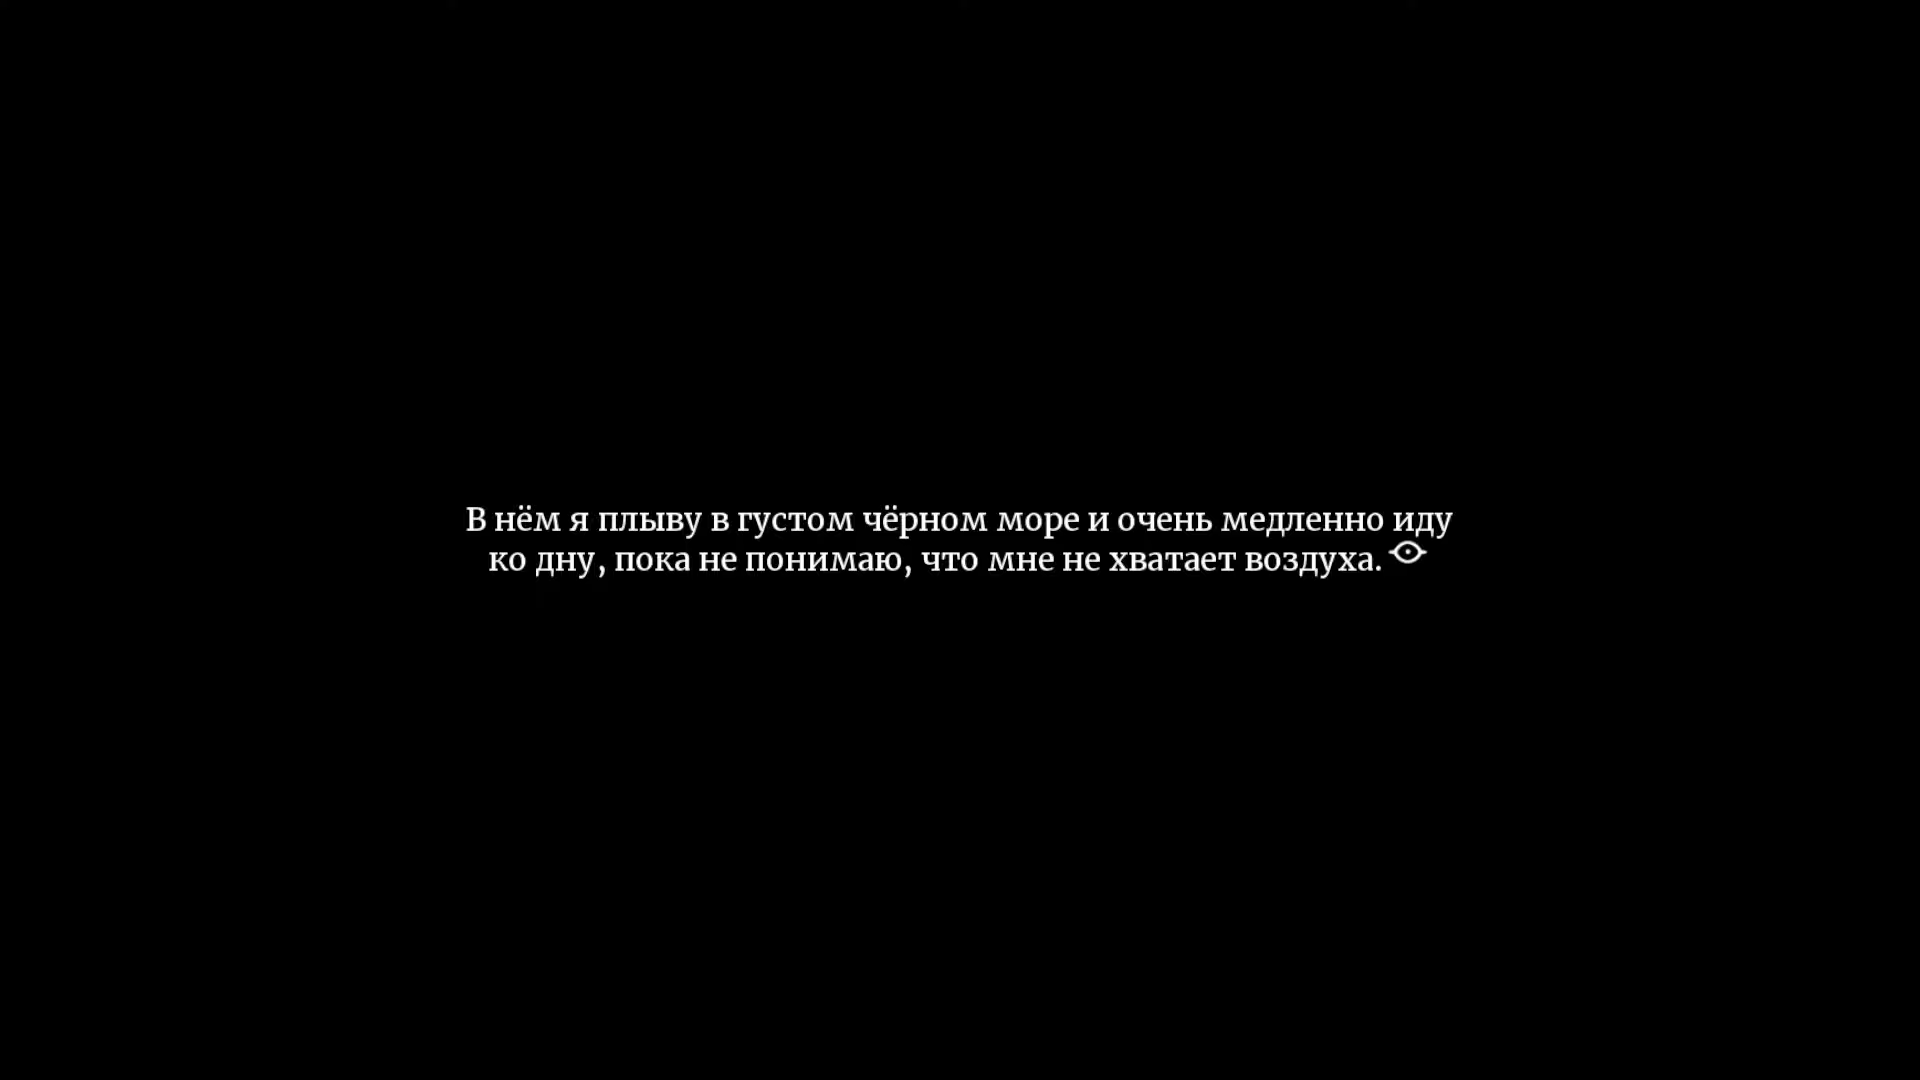 В нём я плыву в густом чёрном море и очень медленно иду
ко дну, пока не понимаю, что мне не хватает воздуха.